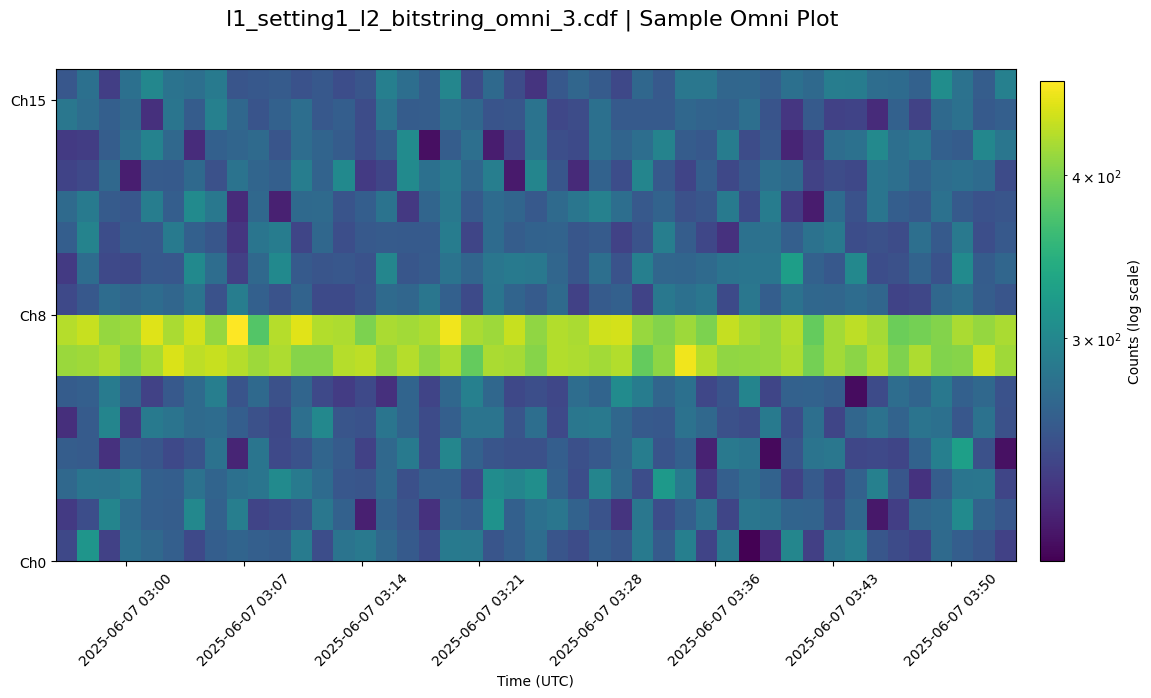 l1_setting1_l2_bitstring_omni_3.cdf | Sample Omni Plot
Ch15
Ch8
Ch0
4 × 10²
3 × 10²
Counts (log scale)
2025-06-07 03:00
2025-06-07 03:07
2025-06-07 03:14
2025-06-07 03:21
2025-06-07 03:28
2025-06-07 03:36
2025-06-07 03:43
2025-06-07 03:50
Time (UTC)